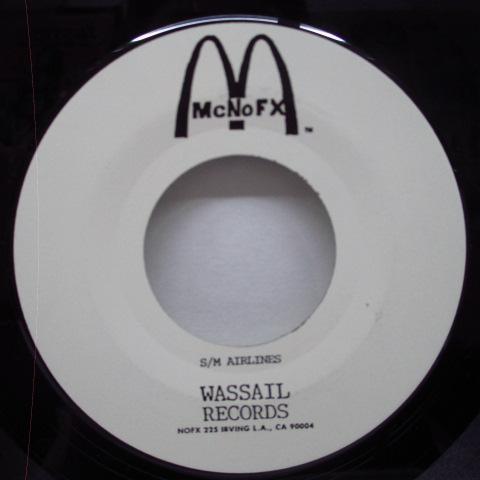 McNoFX
™
S/M AIRLINES
WASSAIL
RECORDS
NOFX 225 IRVING L.A., CA 90004